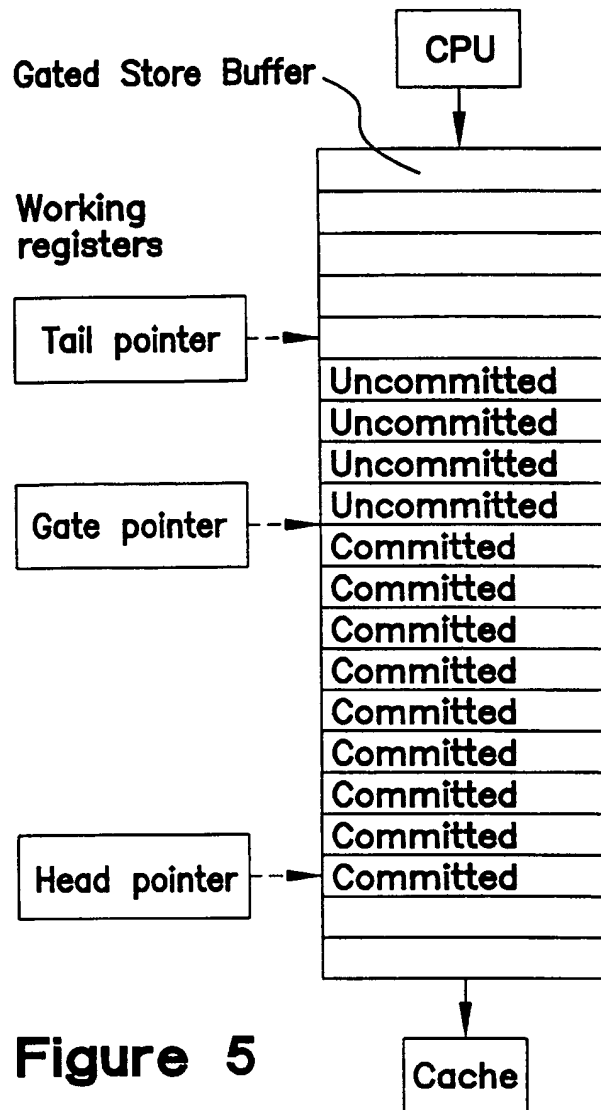 CPU
Gated Store Buffer
Working
registers
Tail pointer
Uncommitted
Uncommitted
Uncommitted
Uncommitted
Gate pointer
Committed
Committed
Committed
Committed
Committed
Committed
Committed
Committed
Head pointer
Committed
Figure 5
Cache